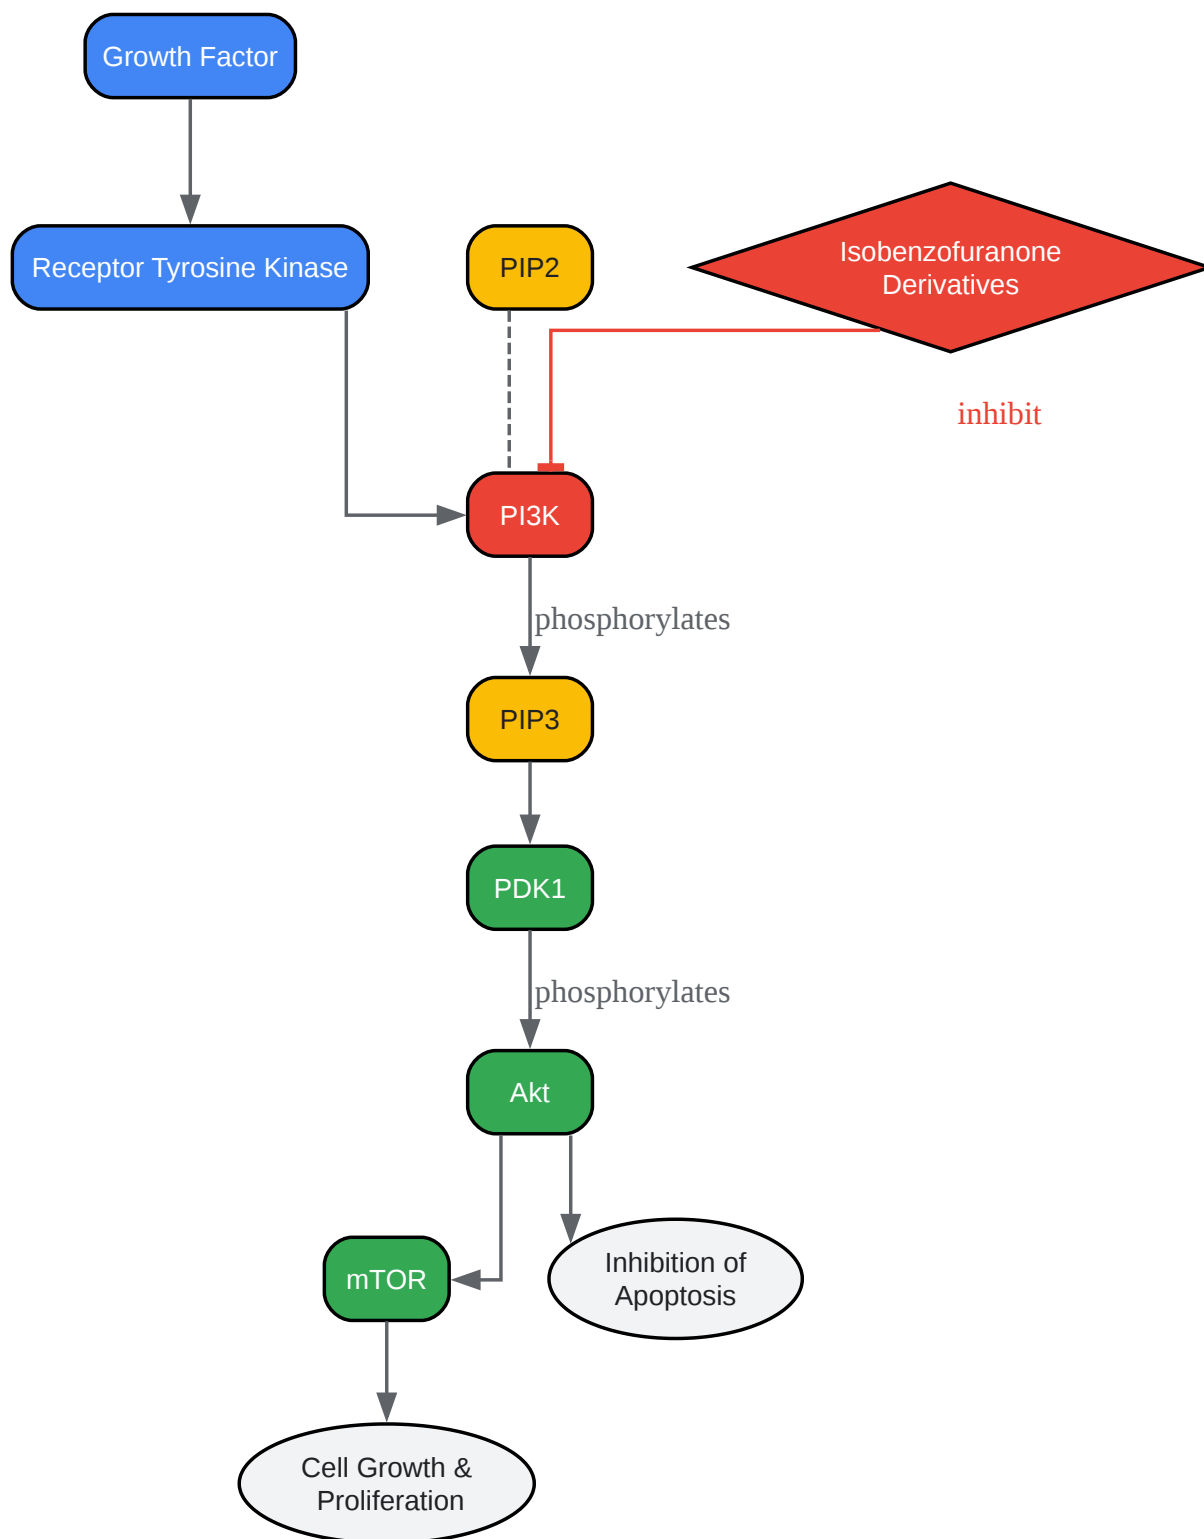 Growth Factor
Receptor Tyrosine Kinase
PIP2
Isobenzofuranone
Derivatives
inhibit
PI3K
phosphorylates
PIP3
PDK1
phosphorylates
Akt
mTOR
Inhibition of
Apoptosis
Cell Growth &
Proliferation